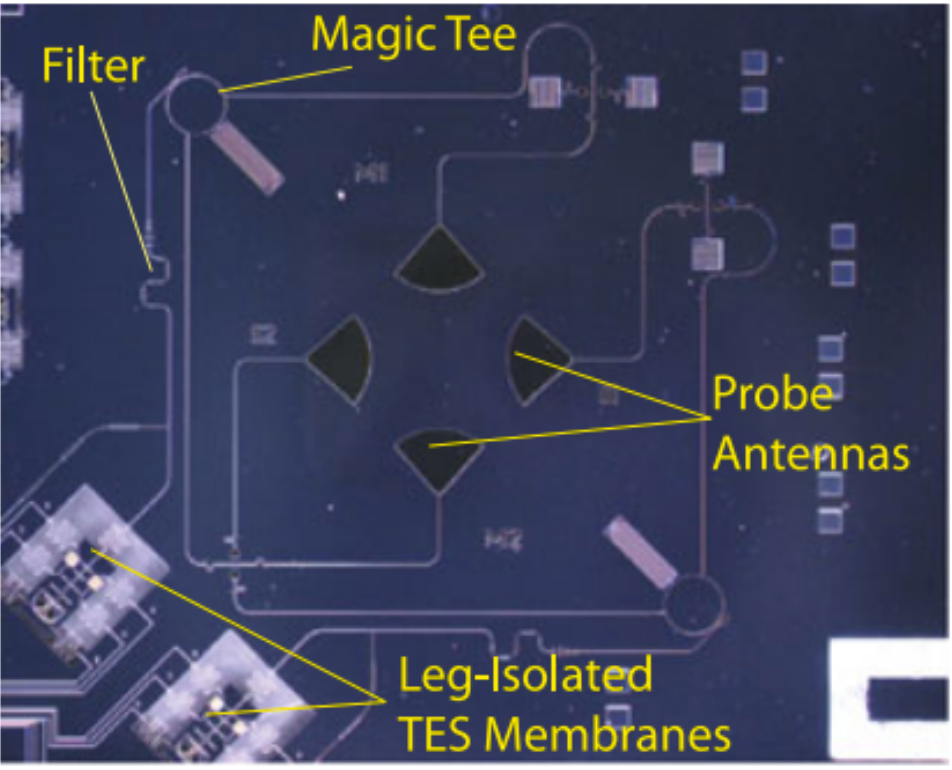 Magic Tee
Filter
Probe
Antennas
Leg-Isolated
TES Membranes